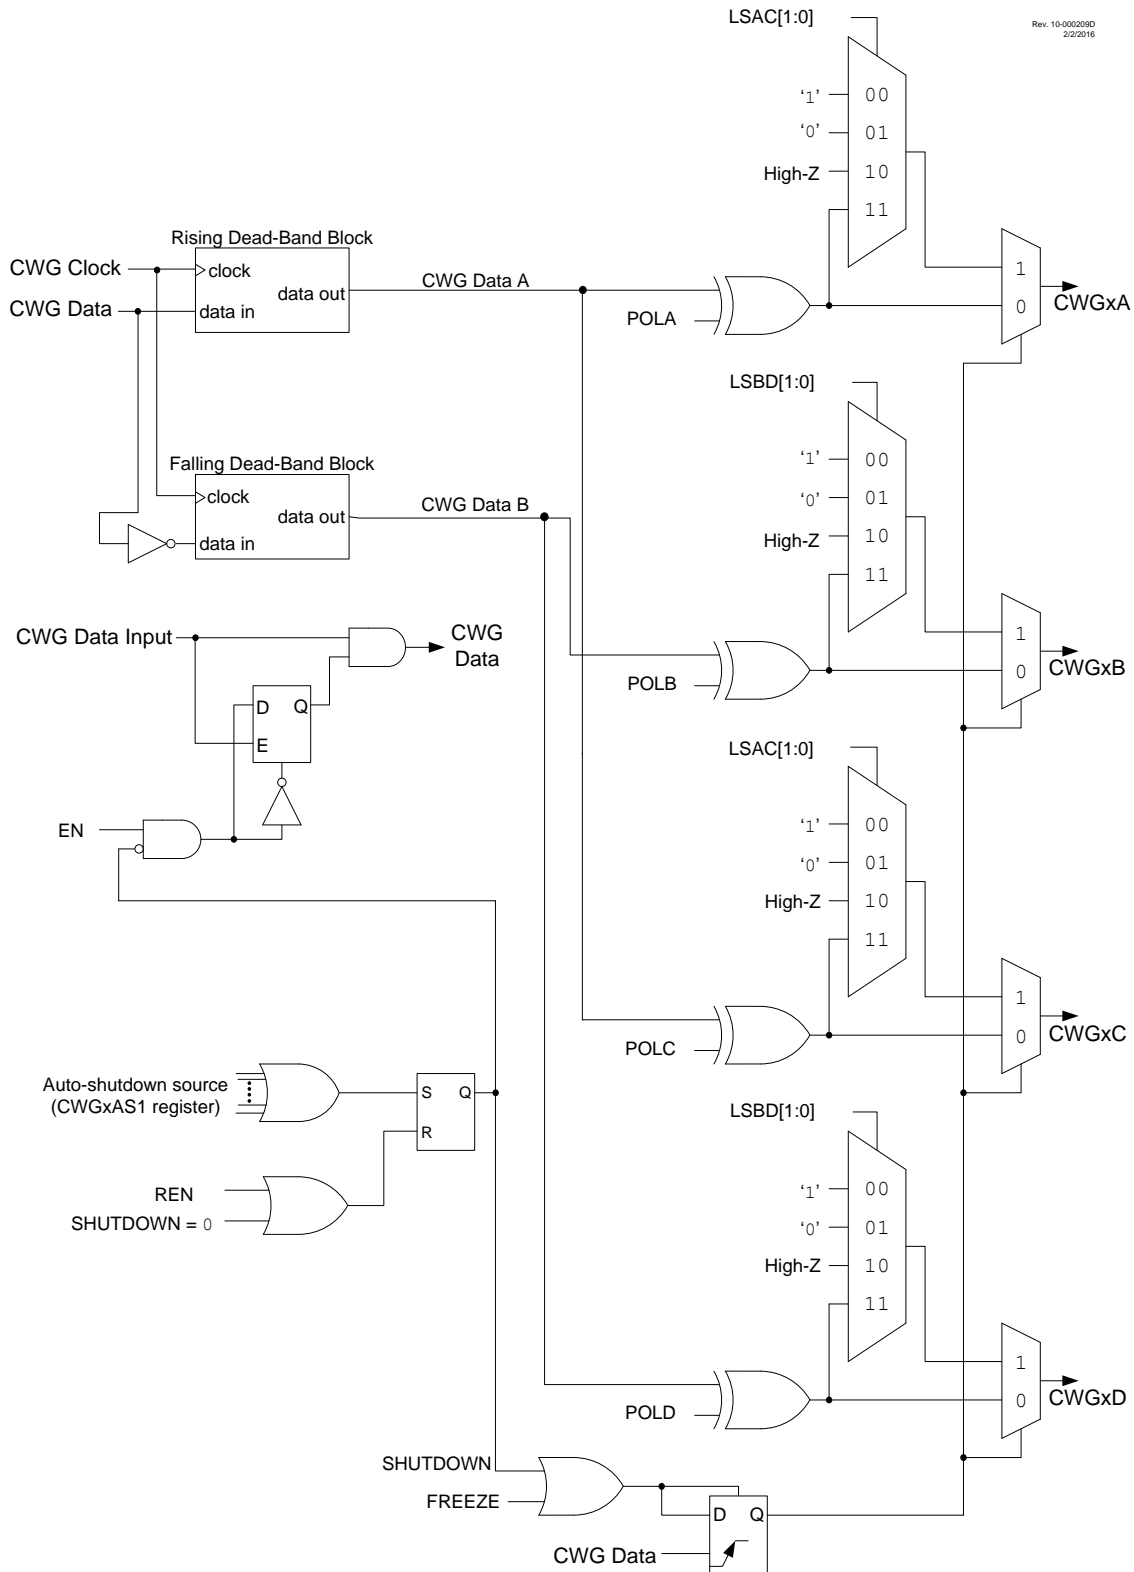 LSAC[1:0]
Rev. 10-000209D
2/2/2016
'1'
00
'0'
01
High-Z
10
11
Rising Dead-Band Block
CWG Clock
clock
CWG Data A
1
data out
CWG Data
data in
POLA
0
CWGxA
LSBD[1:0]
'1'
00
Falling Dead-Band Block
'0'
01
clock
CWG Data B
data out
High-Z
10
data in
11
CWG Data Input
CWG
Data
1
POLB
0
CWGxB
D
Q
E
LSAC[1:0]
EN
'1'
00
'0'
01
High-Z
10
11
1
POLC
0
CWGxC
Auto-shutdown source
(CWGxAS1 register)
S
Q
R
LSBD[1:0]
REN
SHUTDOWN = 0
'1'
00
'0'
01
High-Z
10
11
1
POLD
0
CWGxD
SHUTDOWN
FREEZE
D
Q
CWG Data